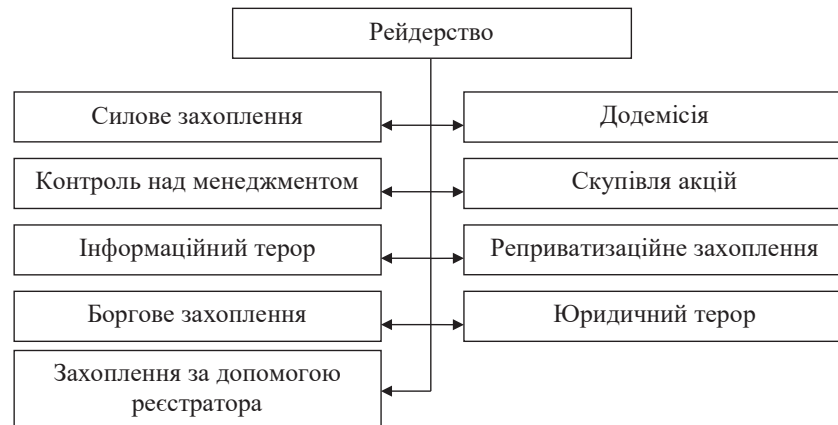 Рейдерство
Силове захоплення
Додемісія
Контроль над менеджментом
Скупівля акцій
Інформаційний терор
Реприватизаційне захоплення
Боргове захоплення
Юридичний терор
Захоплення за допомогою
реєстратора